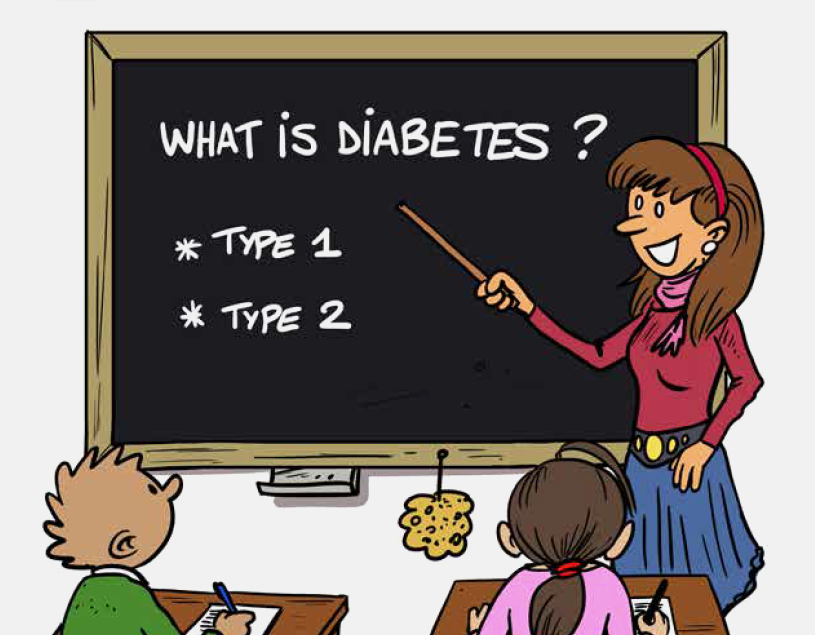 WHAT iS DiABETES ?
* TYPE 1
* TYPE 2